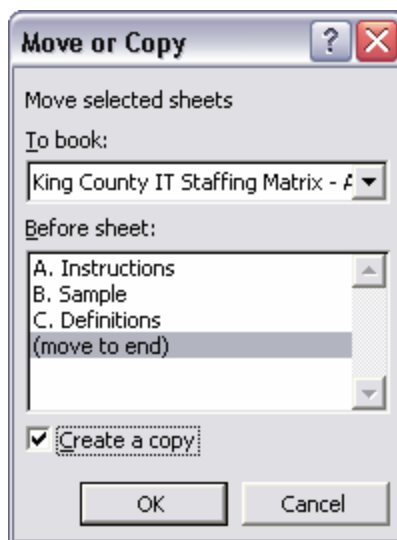 Move or Copy
Move selected sheets
To book:
King County IT Staffing Matrix -
Before sheet:
A. Instructions
B. Sample
C. Definitions
(move to end)
Create a copy
OK Cancel